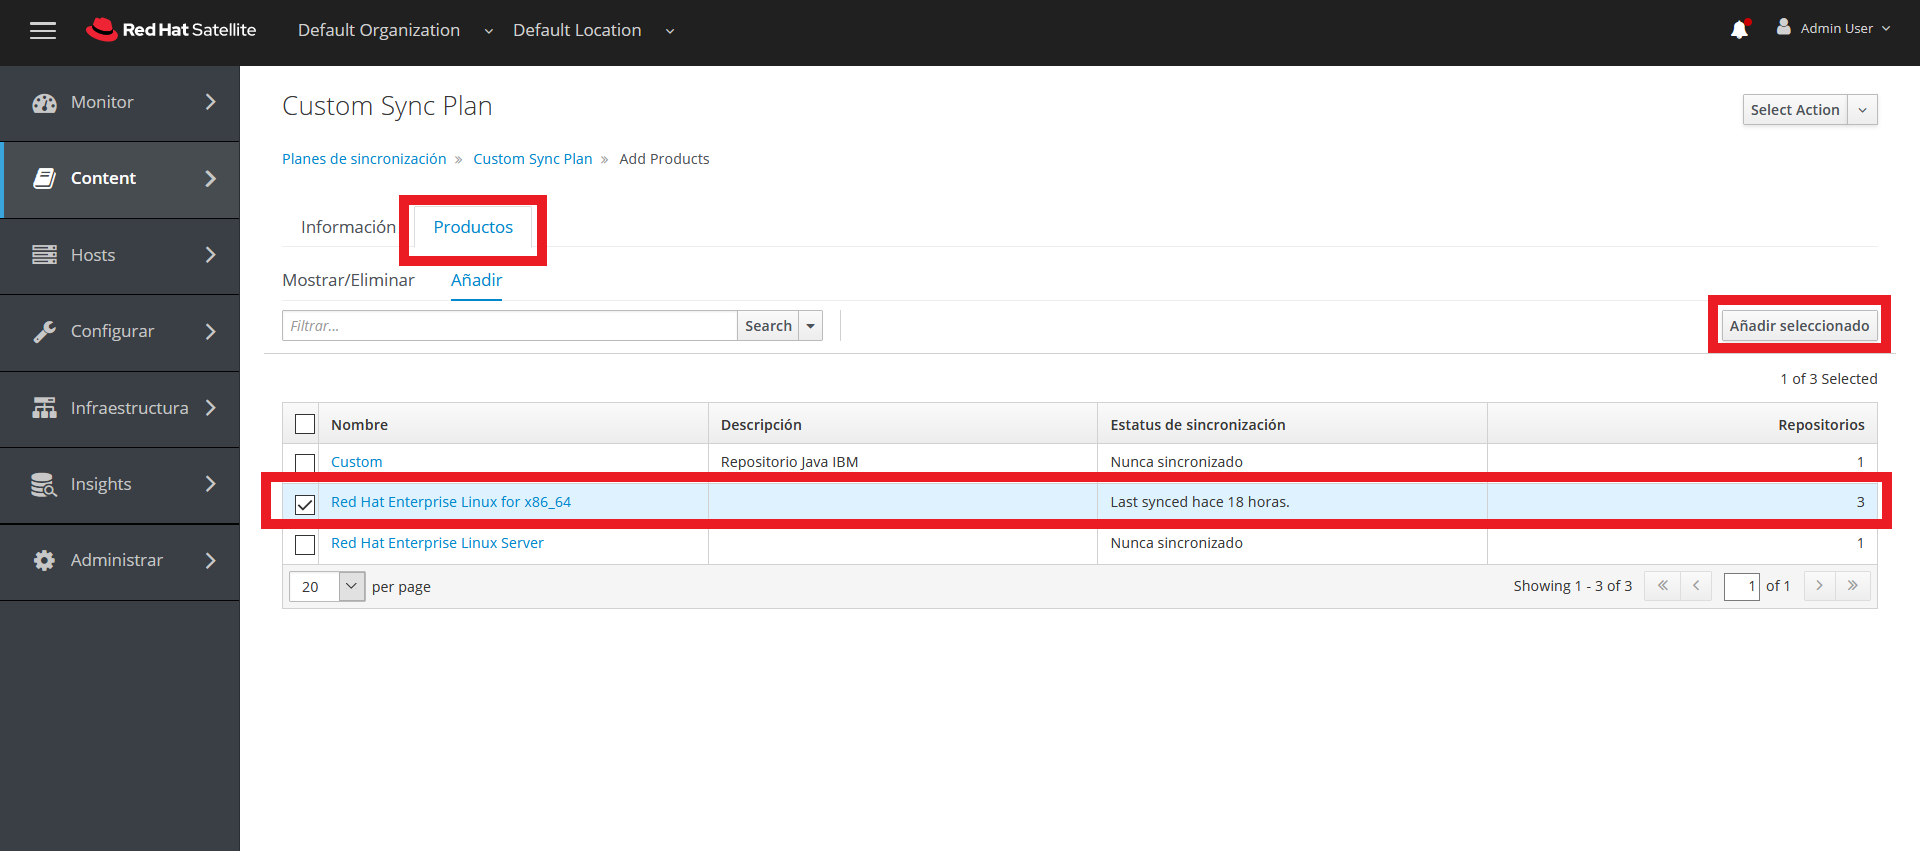 Red Hat Satellite Default Organization Default Location Admin User
Monitor
Content
Hosts
Configurar
Infraestructura
Insights
Administrar
Custom Sync Plan
Select Action
Planes de sincronización » Custom Sync Plan » Add Products
Información Productos
Mostrar/Eliminar Añadir
Filtrar... Search Añadir seleccionado
1 of 3 Selected
Nombre Descripción Estatus de sincronización Repositorios
Custom Repositorio Java IBM Nunca sincronizado 1
Red Hat Enterprise Linux for x86_64 Last synced hace 18 horas. 3
Red Hat Enterprise Linux Server Nunca sincronizado 1
20 per page Showing 1 - 3 of 3 « < 1 of 1 > »